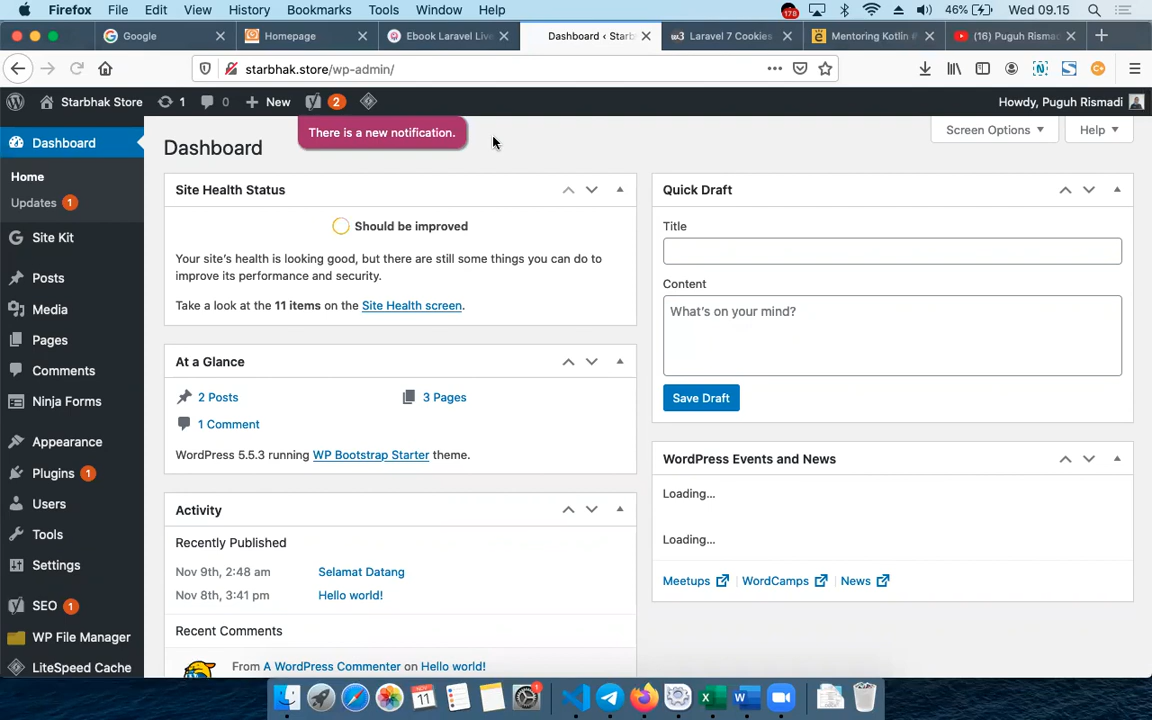 Firefox File Edit View History Bookmarks Tools Window Help 178 46% Wed 09.15
Google Homepage Ebook Laravel Live Dashboard ‹ Starb Laravel 7 Cookies Mentoring Kotlin (16) Puguh Rismad
starbhak.store/wp-admin/
Starbhak Store 1 0 New 2 Howdy, Puguh Rismadi
There is a new notification.
Screen Options Help
Dashboard
Home
Updates 1
Site Kit
Posts
Media
Pages
Comments
Ninja Forms
Appearance
Plugins 1
Users
Tools
Settings
SEO 1
WP File Manager
LiteSpeed Cache
Dashboard
Site Health Status
Should be improved
Your site's health is looking good, but there are still some things you can do to
improve its performance and security.
Take a look at the 11 items on the Site Health screen.
At a Glance
2 Posts 3 Pages
1 Comment
WordPress 5.5.3 running WP Bootstrap Starter theme.
Activity
Recently Published
Nov 9th, 2:48 am Selamat Datang
Nov 8th, 3:41 pm Hello world!
Recent Comments
From A WordPress Commenter on Hello world!
Quick Draft
Title
Content
What's on your mind?
Save Draft
WordPress Events and News
Loading...
Loading...
Meetups WordCamps News
NOV
11
1